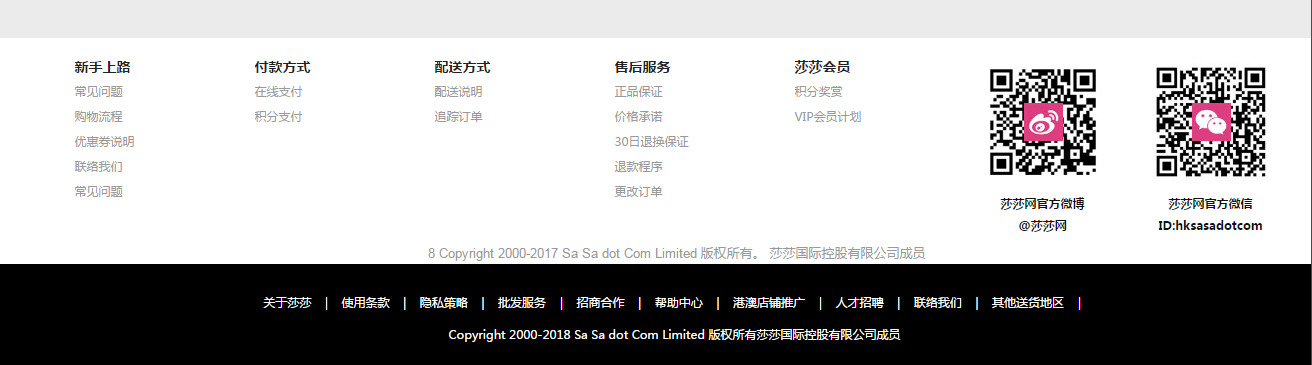 新手上路
常见问题
购物流程
优惠券说明
联络我们
常见问题
付款方式
在线支付
积分支付
配送方式
配送说明
追踪订单
售后服务
正品保证
价格承诺
30日退换保证
退款程序
更改订单
莎莎会员
积分奖赏
VIP会员计划
莎莎网官方微博
@莎莎网
莎莎网官方微信
ID:hksasadotcom
8 Copyright 2000-2017 Sa Sa dot Com Limited 版权所有。 莎莎国际控股有限公司成员
关于莎莎 | 使用条款 | 隐私策略 | 批发服务 | 招商合作 | 帮助中心 | 港澳店铺推广 | 人才招聘 | 联络我们 | 其他送货地区 |
Copyright 2000-2018 Sa Sa dot Com Limited 版权所有莎莎国际控股有限公司成员